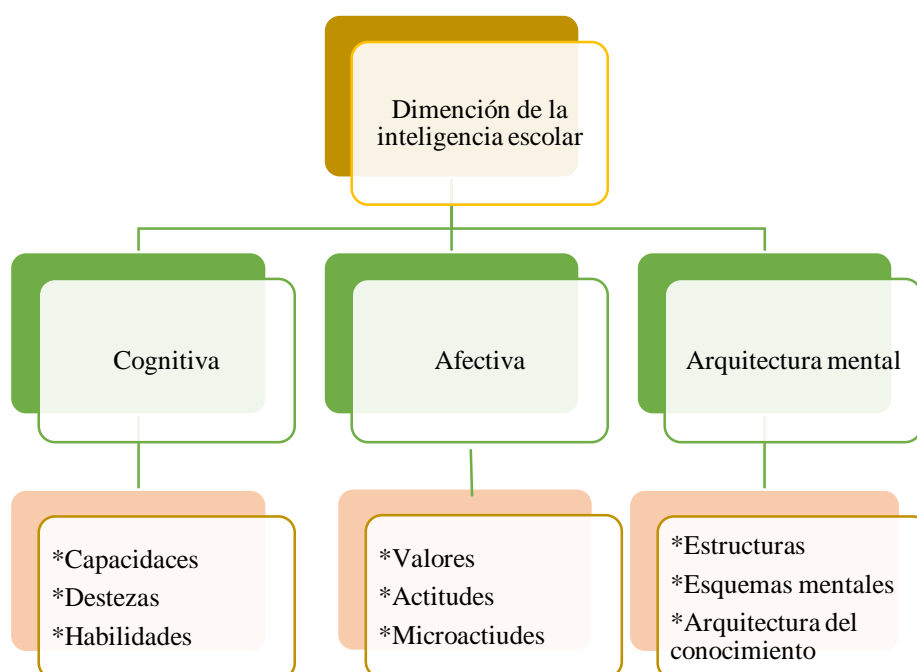 Dimención de la
inteligencia escolar
Cognitiva
Afectiva
Arquitectura mental
*Capacidaces
*Destezas
*Habilidades
*Valores
*Actitudes
*Microactiudes
*Estructuras
*Esquemas mentales
*Arquitectura del
conocimiento